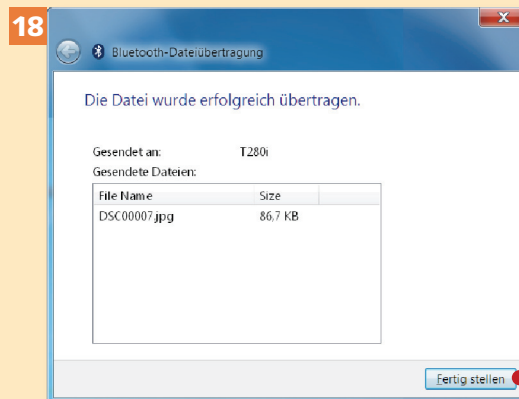 18
X
Bluetooth-Dateiübertragung
Die Datei wurde erfolgreich übertragen.
Gesendet an: T280i
Gesendete Dateien:
File Name Size
DSC00007.jpg 86,7 KB
Fertig stellen